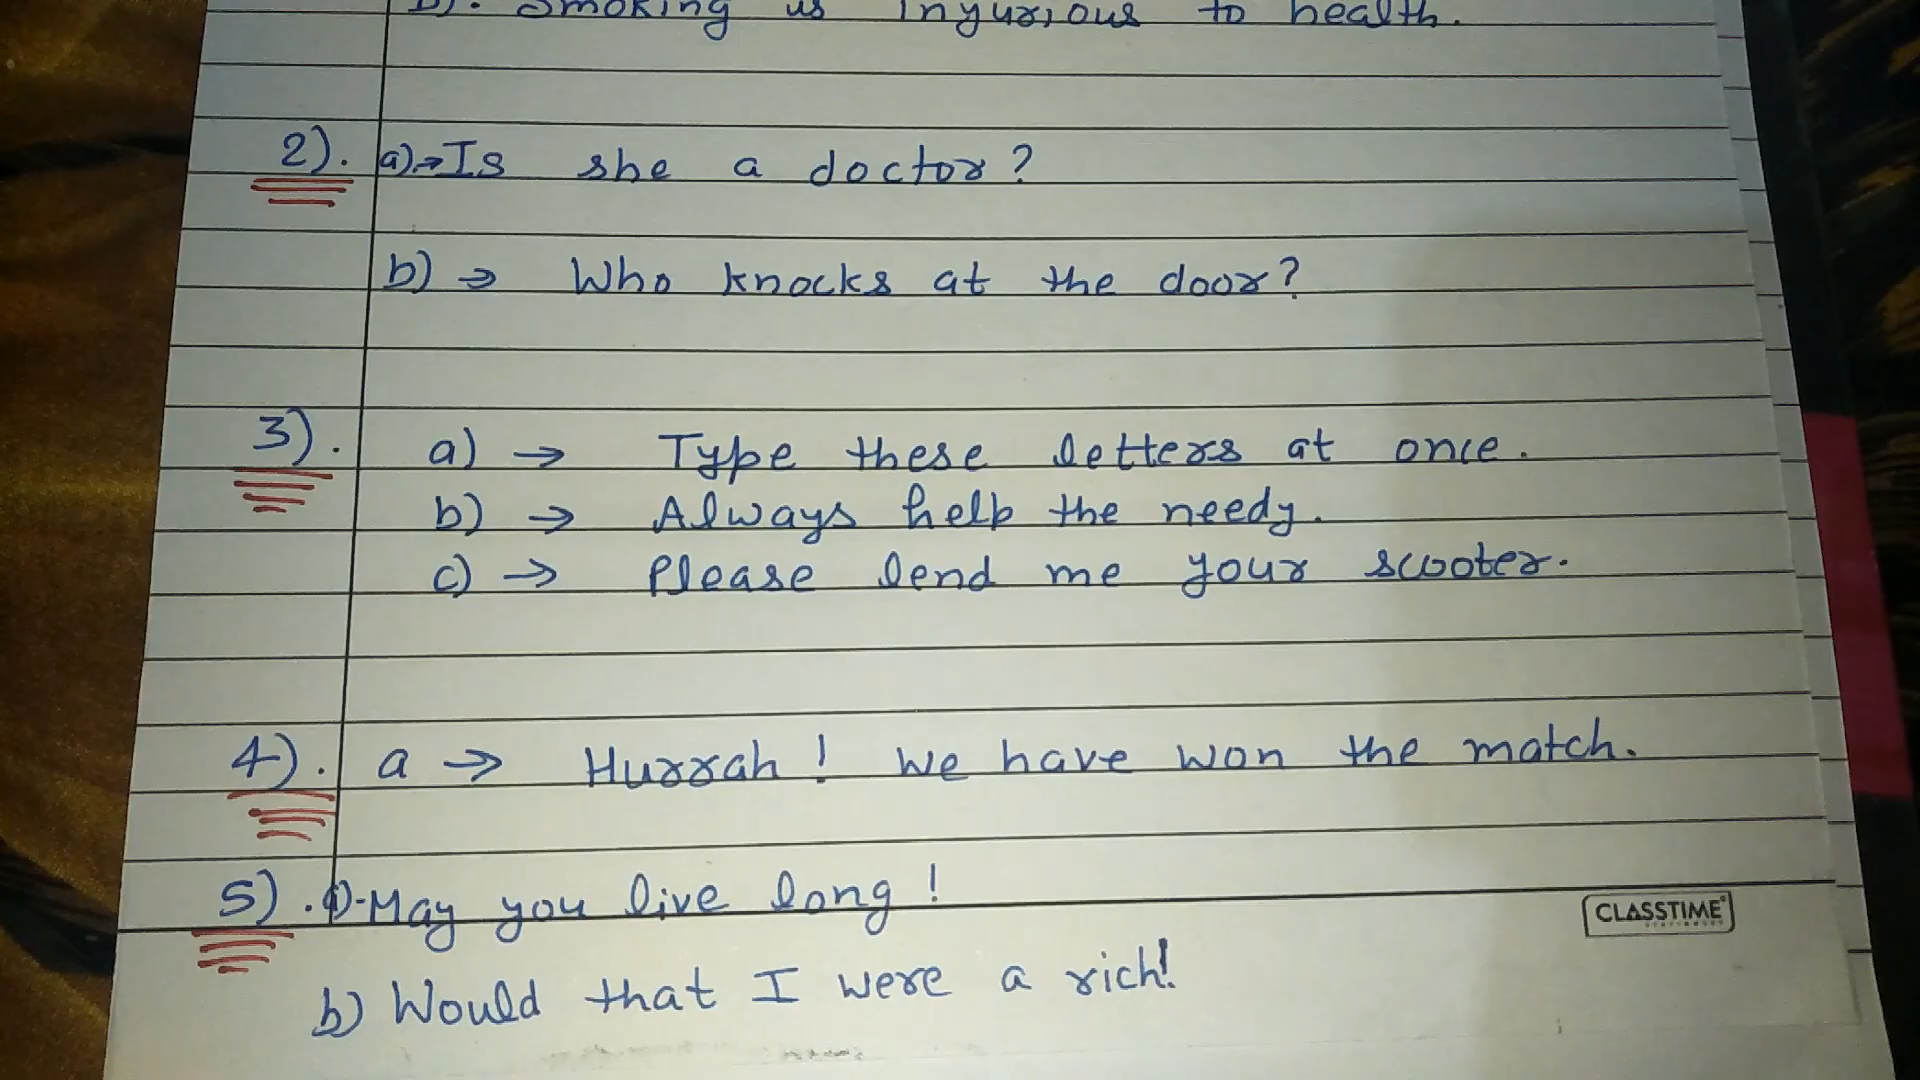 b). Smoking is Inyurious to health.
2). a)→ Is she a doctor?
b) → Who knocks at the door?
3). a) → Type these letters at once.
b) → Always help the needy.
c) → Please lend me your scooter.
4). a → Hurrah! We have won the match.
5). a)-May you live long!
CLASSTIME
b) Would that I were a rich!